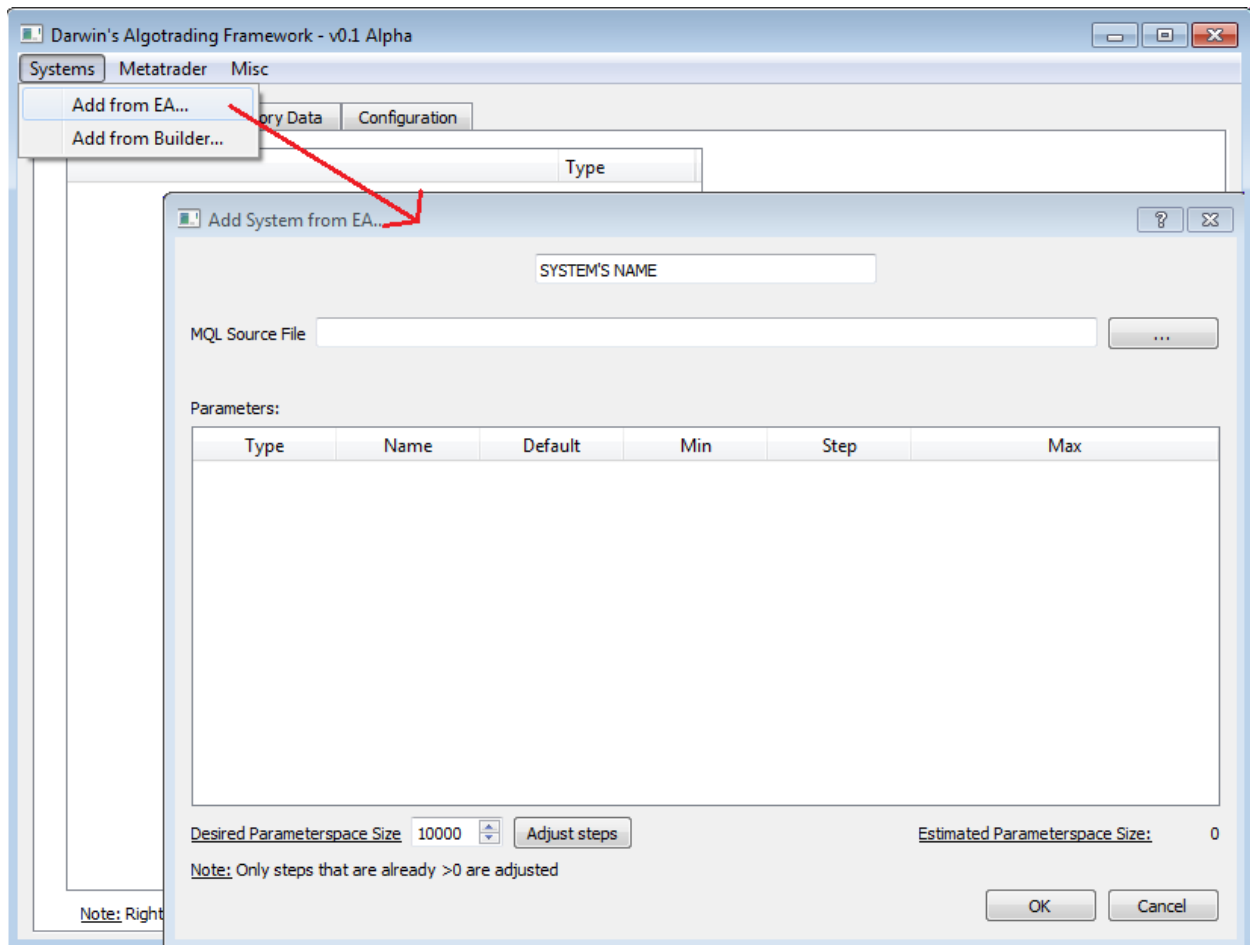 Darwin's Algotrading Framework - v0.1 Alpha
Systems Metatrader Misc
Add from EA...
Data Configuration
Add from Builder...
Type
Add System from EA...
SYSTEM'S NAME
MQL Source File ...
Parameters:
Type Name Default Min Step Max
Desired Parameterspace Size 10000 Adjust steps Estimated Parameterspace Size: 0
Note: Only steps that are already >0 are adjusted
OK Cancel
Note: Right